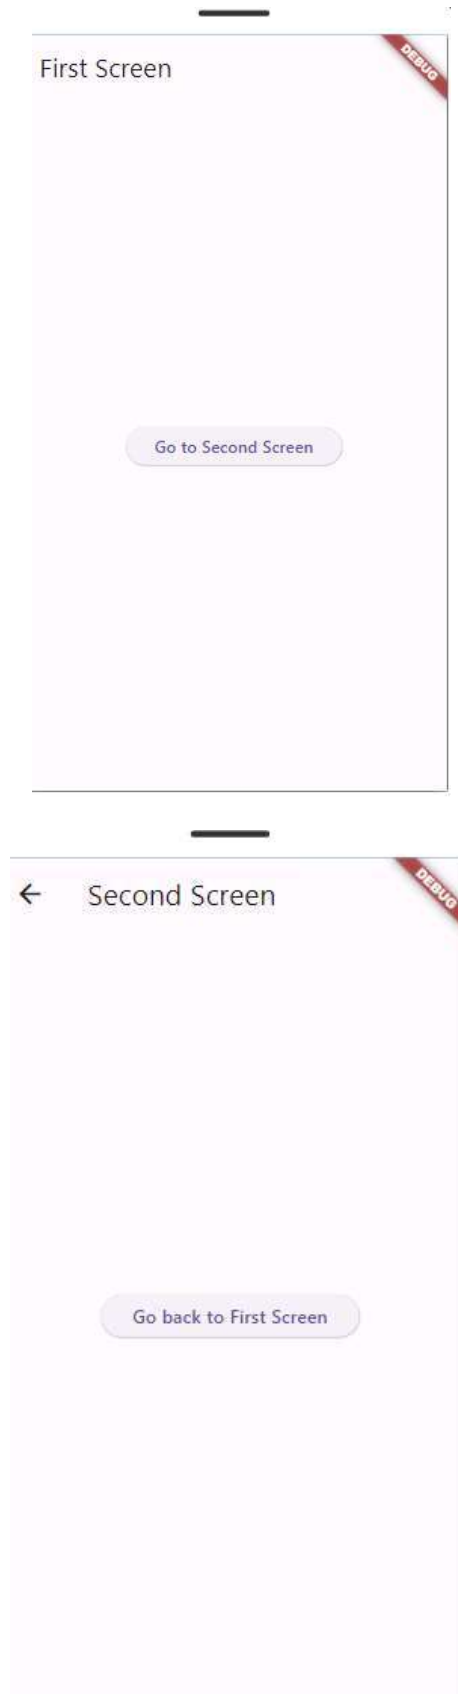 First Screen
DEBUG
Go to Second Screen
Second Screen
DEBUG
Go back to First Screen